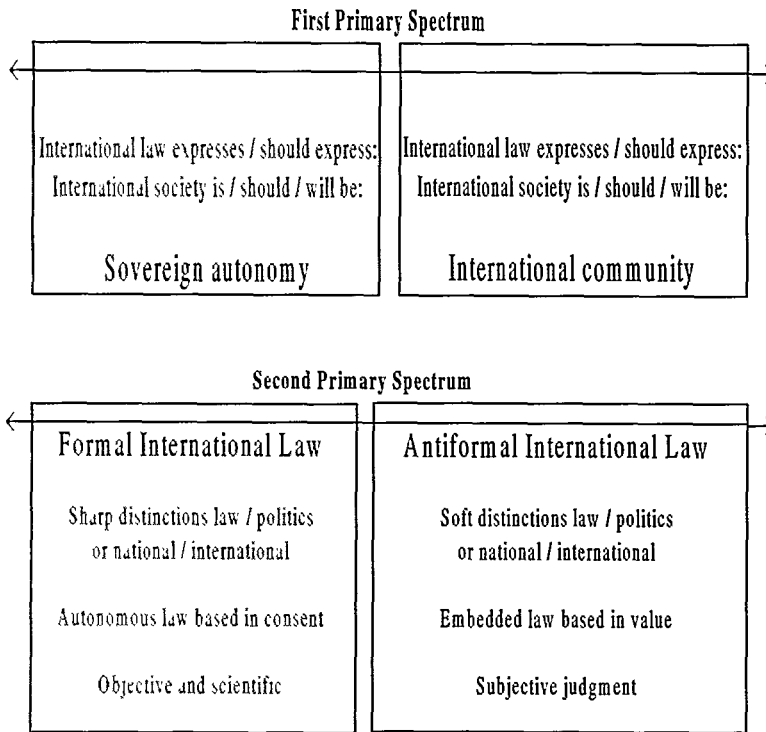 First Primary Spectrum
International law expresses / should express:
International society is / should / will be:
Sovereign autonomy
International law expresses / should express:
International society is / should / will be:
International community
Second Primary Spectrum
Formal International Law
Sharp distinctions law / politics
or national / international
Autonomous law based in consent
Objective and scientific
Antiformal International Law
Soft distinctions law / politics
or national / international
Embedded law based in value
Subjective judgment